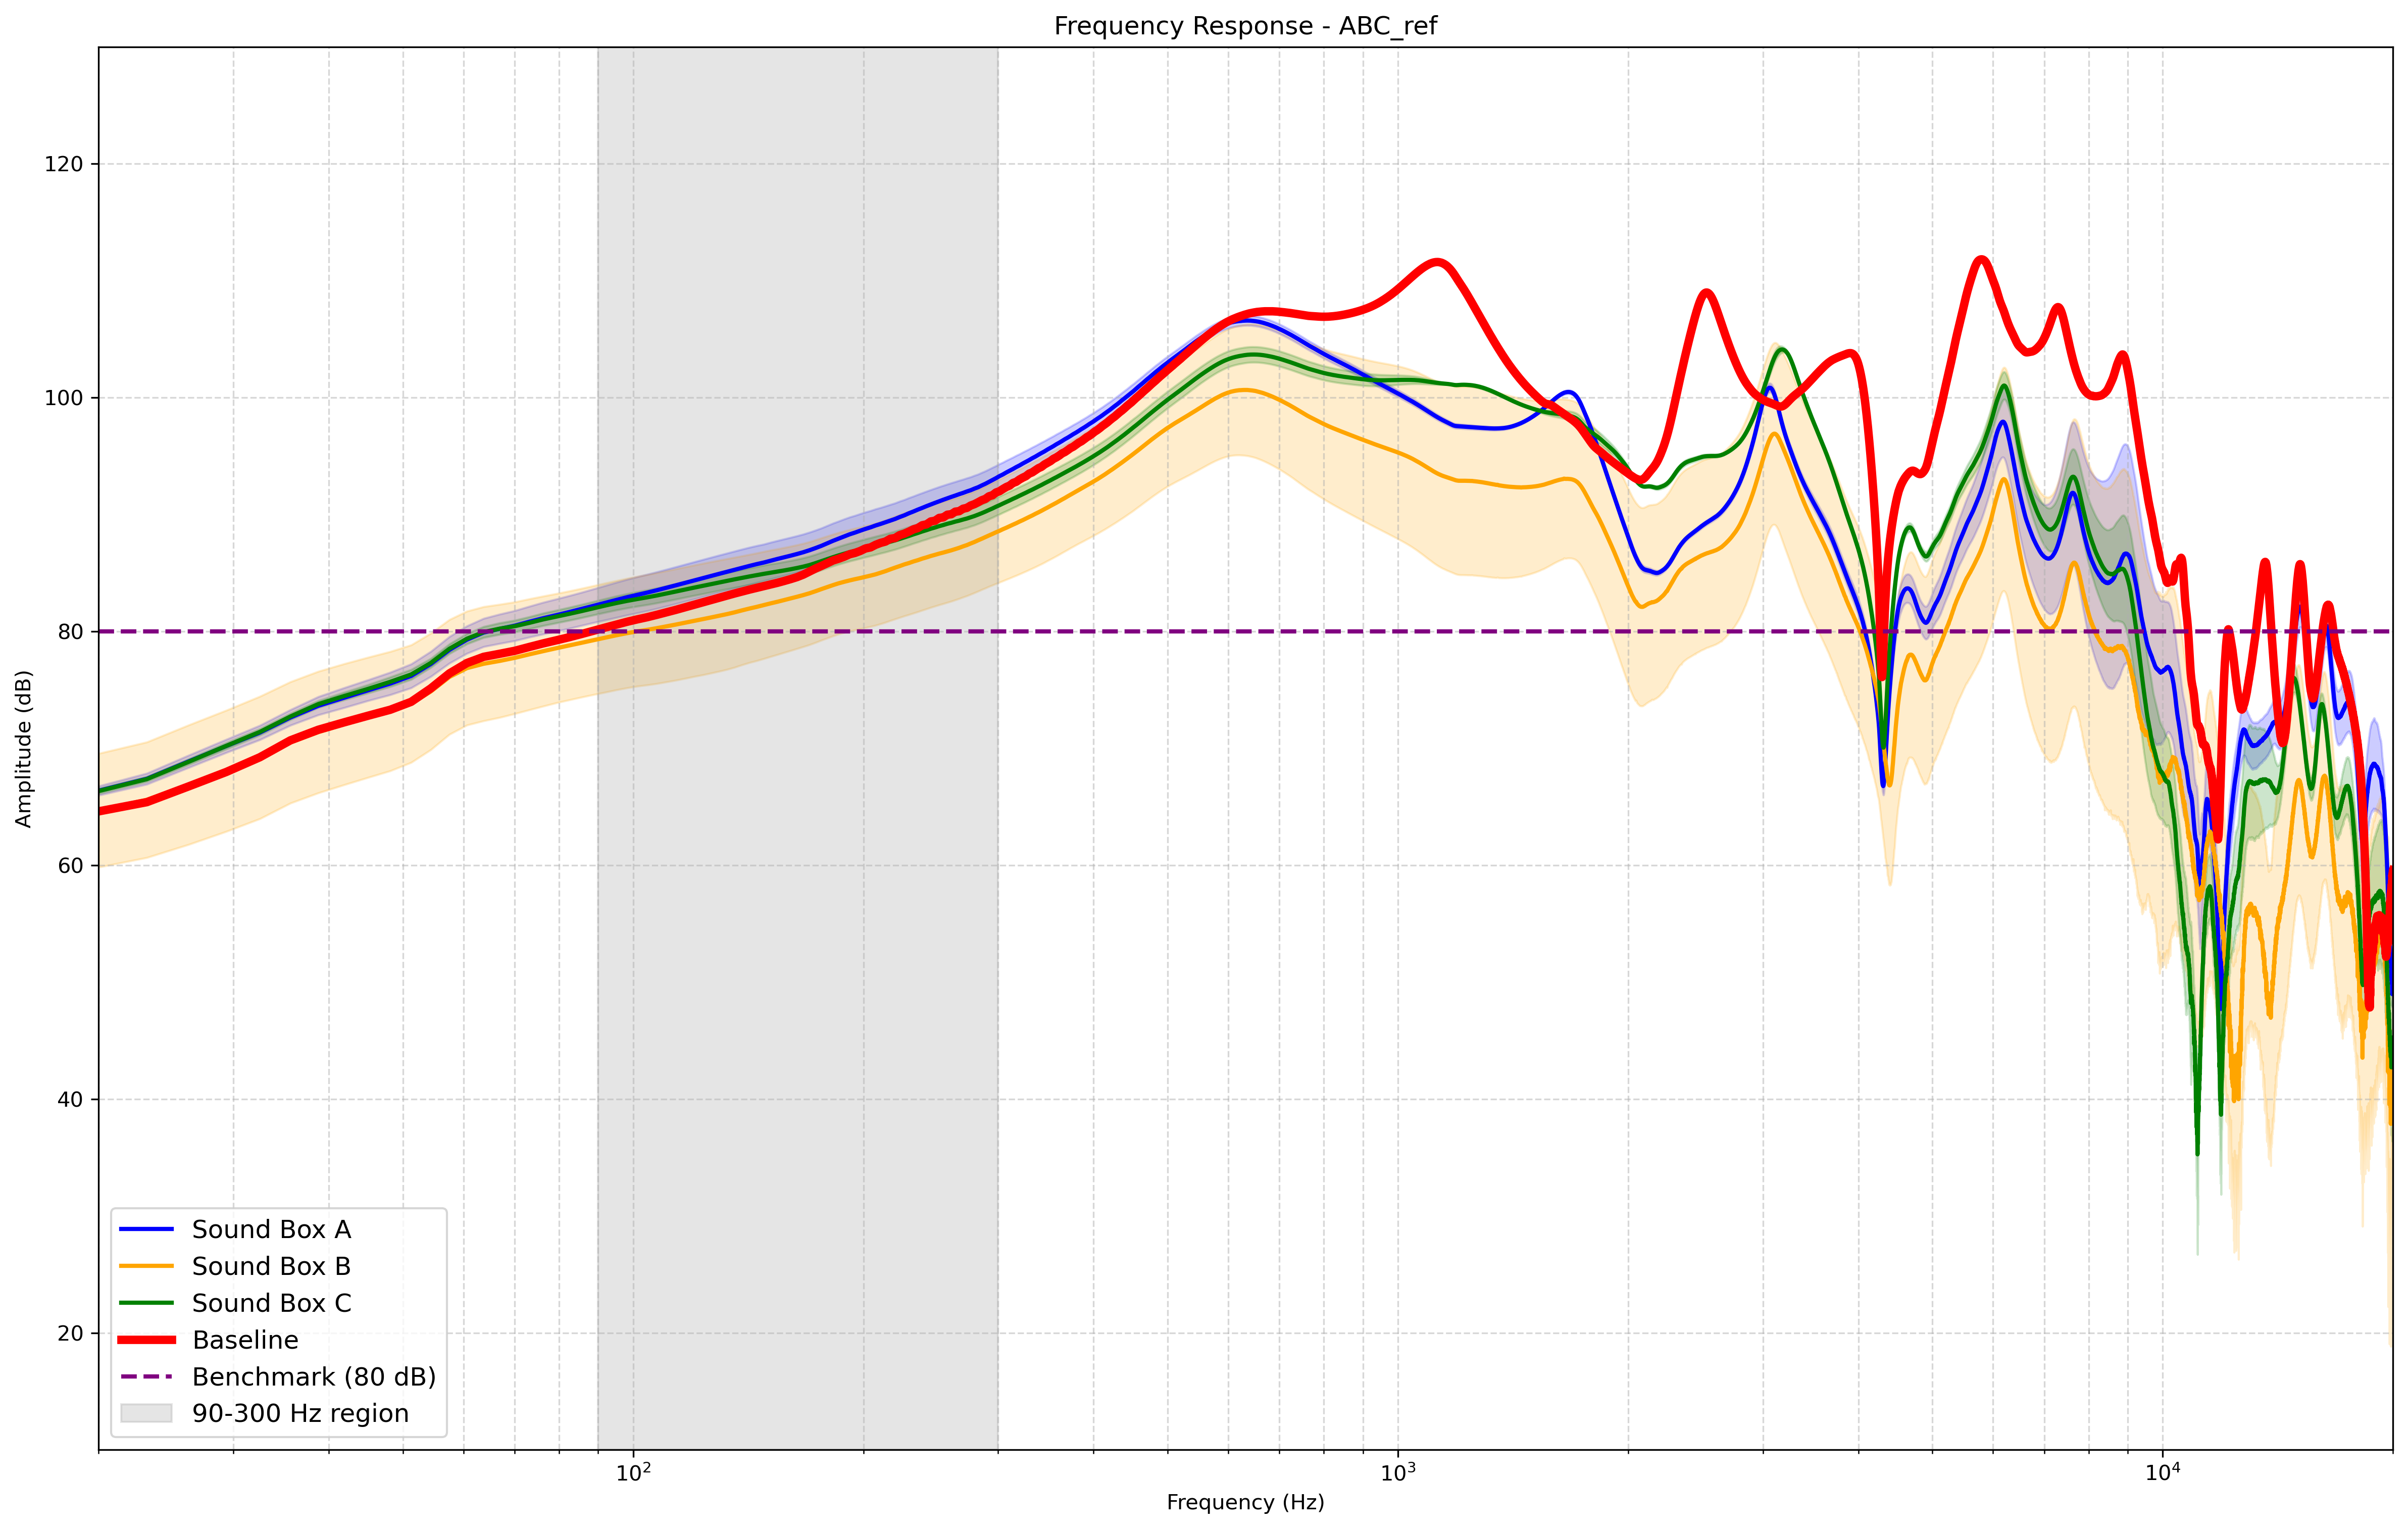 Frequency Response - ABC_ref
Amplitude (dB)
120
100
80
60
40
20
Sound Box A
Sound Box B
Sound Box C
Baseline
Benchmark (80 dB)
90-300 Hz region
10²
10³
10⁴
Frequency (Hz)